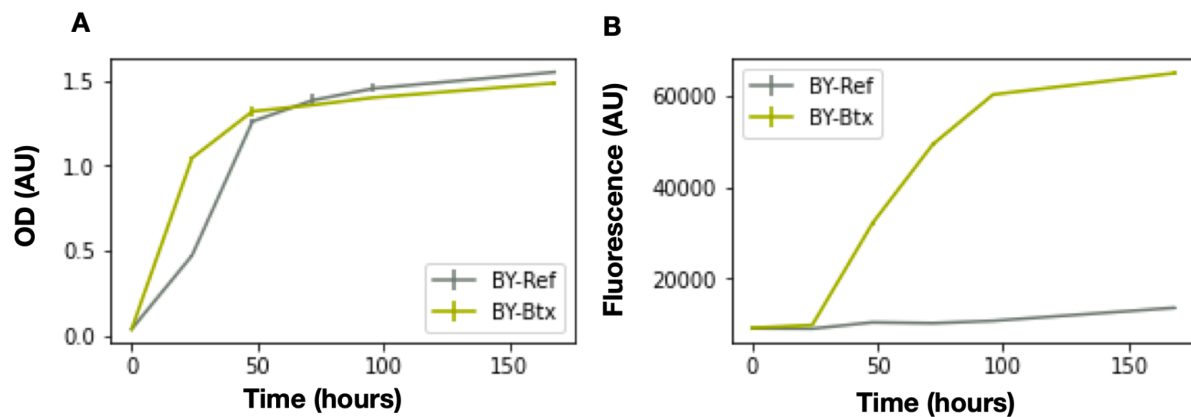 A
OD (AU)
1.5
1.0
0.5
0.0
BY-Ref
BY-Btx
0
50
100
150
Time (hours)
B
Fluorescence (AU)
60000
40000
20000
BY-Ref
BY-Btx
0
50
100
150
Time (hours)